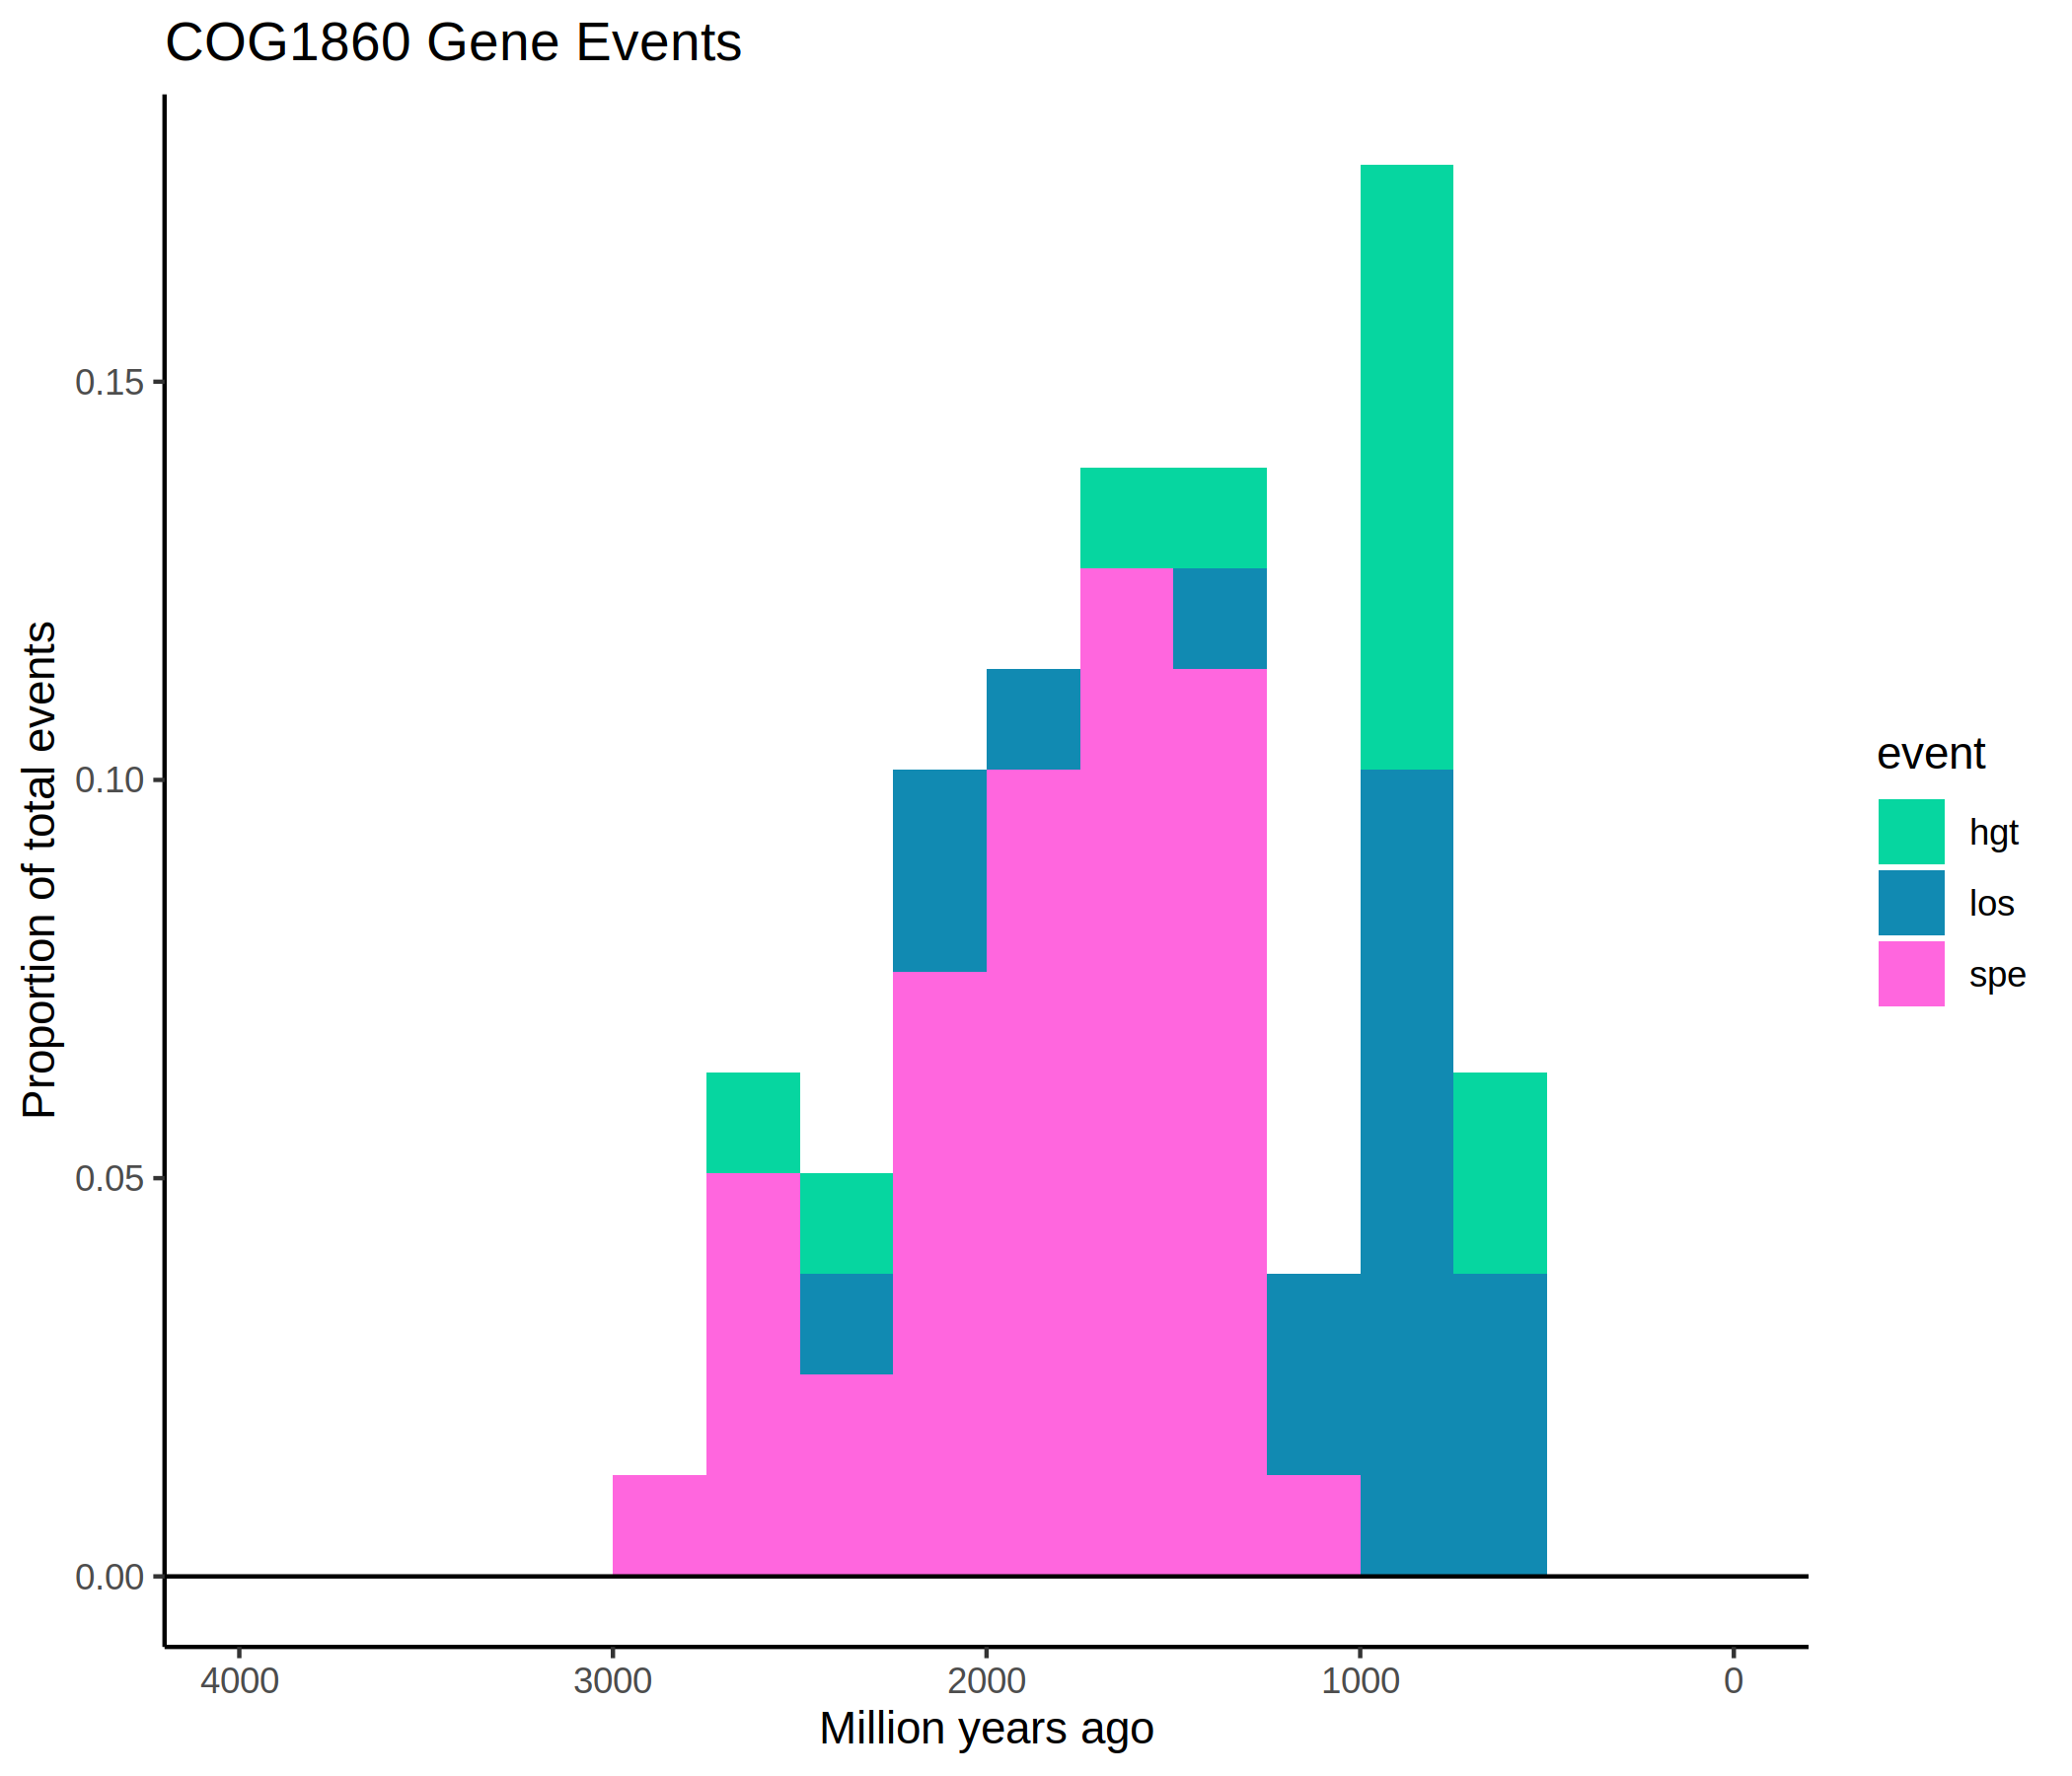 COG1860 Gene Events
Proportion of total events
0.15
0.10
0.05
0.00
4000 3000 2000 1000 0
Million years ago
event
hgt
los
spe